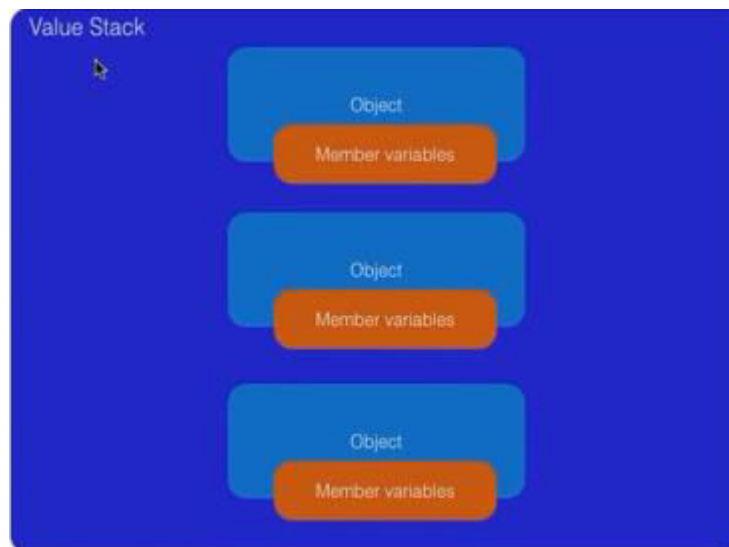 Value Stack
Object
Member variables
Object
Member variables
Object
Member variables